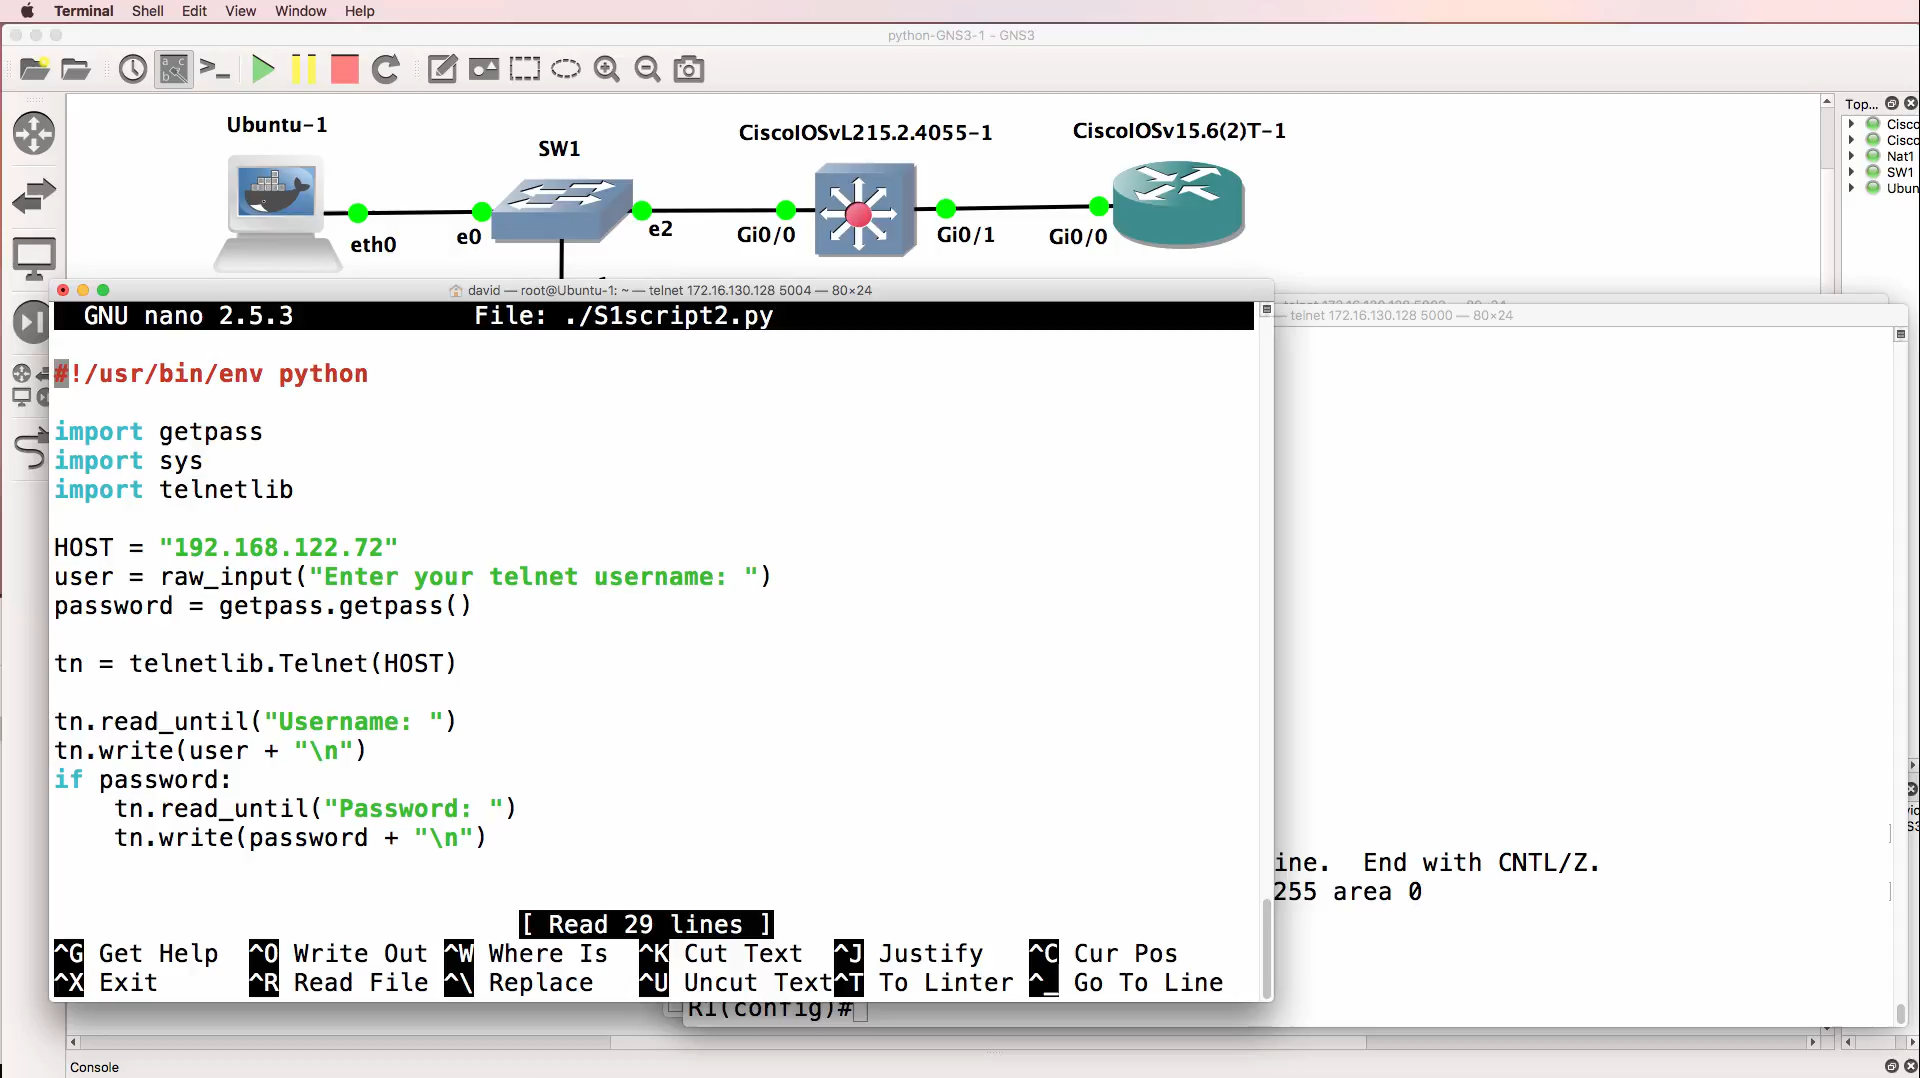 Terminal Shell Edit View Window Help
python-GNS3-1 - GNS3
Ubuntu-1
SW1
CiscoIOSvL215.2.4055-1
CiscoIOSv15.6(2)T-1
eth0
e0
e2
Gi0/0
Gi0/1
Gi0/0
Top...
Cisco
Cisco
Nat1
SW1
Ubun
david — root@Ubuntu-1: ~ — telnet 172.16.130.128 5004 — 80×24
— telnet 172.16.130.128 5000 — 80×24
GNU nano 2.5.3 File: ./S1script2.py
#!/usr/bin/env python
import getpass
import sys
import telnetlib
HOST = "192.168.122.72"
user = raw_input("Enter your telnet username: ")
password = getpass.getpass()
tn = telnetlib.Telnet(HOST)
tn.read_until("Username: ")
tn.write(user + "\n")
if password:
    tn.read_until("Password: ")
    tn.write(password + "\n")
[ Read 29 lines ]
^G Get Help ^O Write Out ^W Where Is ^K Cut Text ^J Justify ^C Cur Pos
^X Exit ^R Read File ^\ Replace ^U Uncut Text ^T To Linter ^_ Go To Line
ine. End with CNTL/Z.
255 area 0
R1(config)#
Console